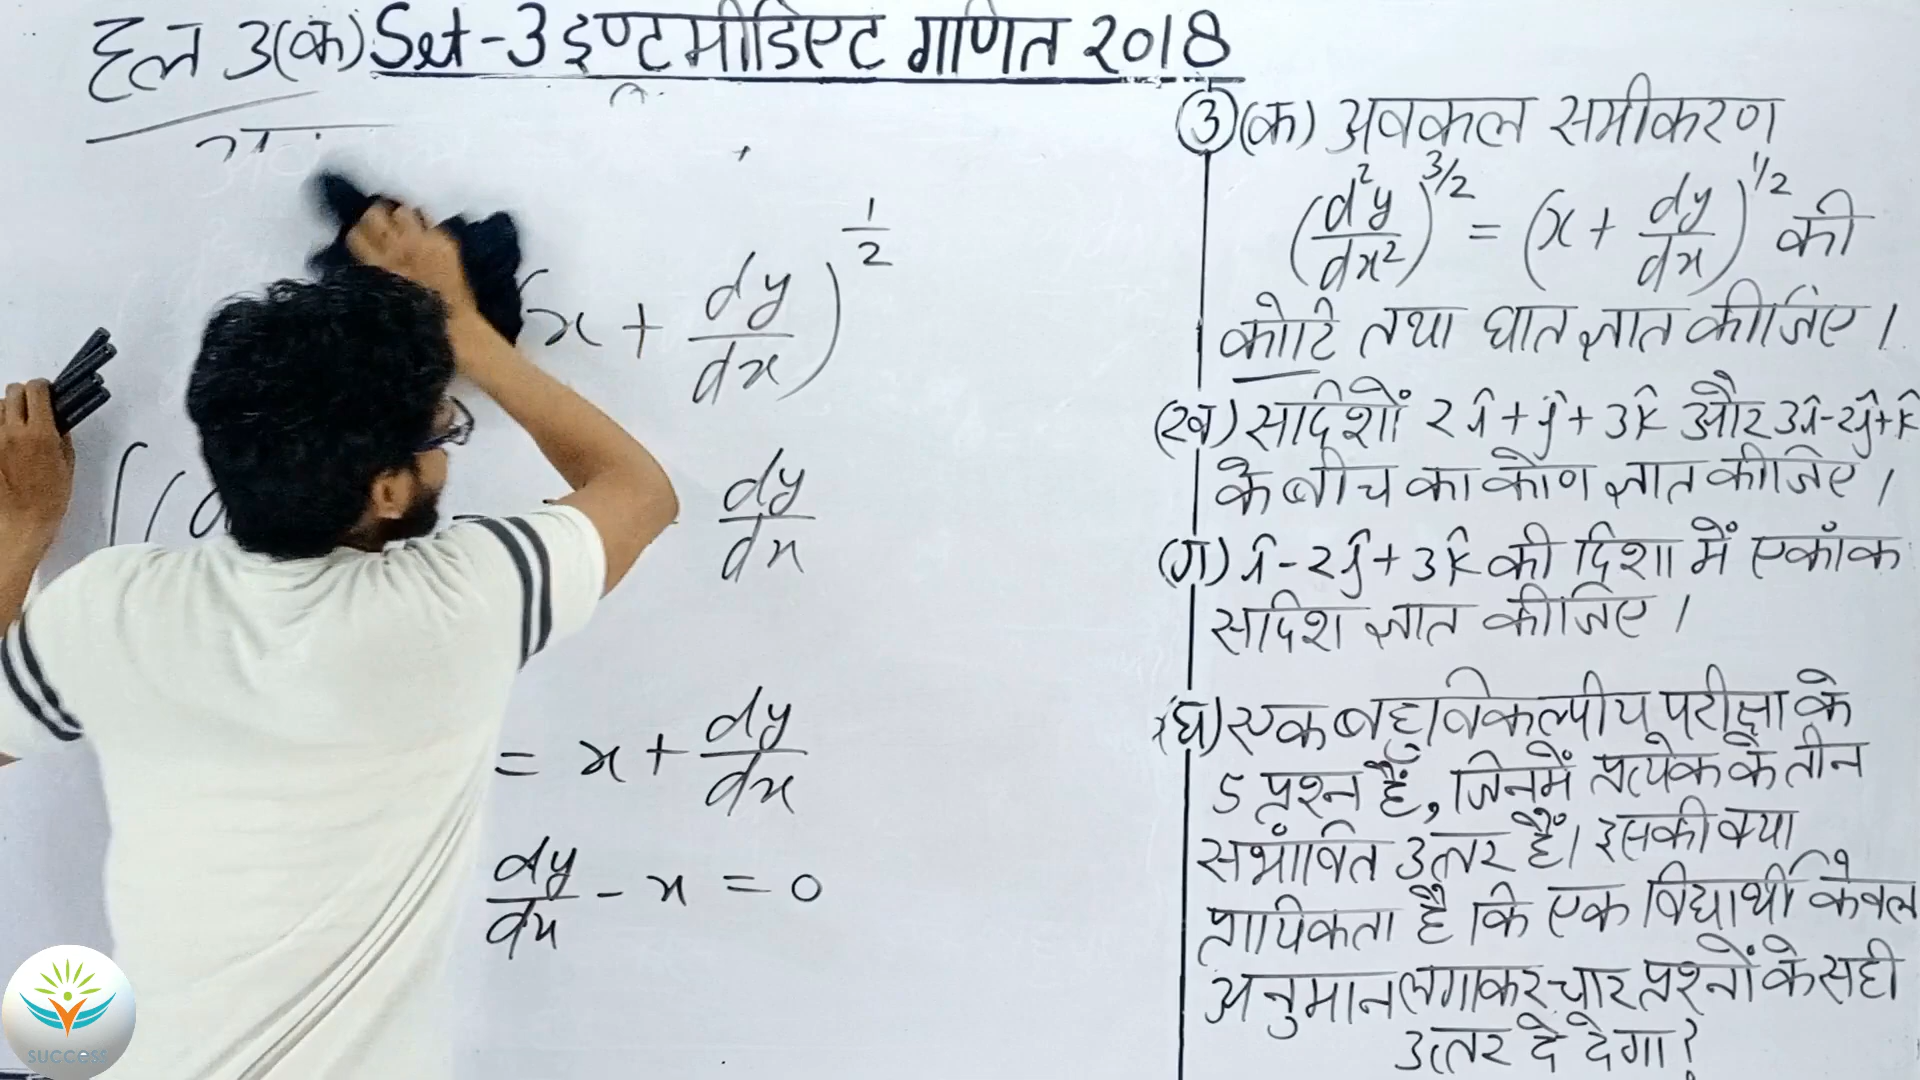 हल 3(क) Set-3 इण्टरमीडिएट गणित 2018
x + dy/dx)^1/2
dy/dx
= x + dy/dx
dy/dx - x = 0
③(क) अवकल समीकरण
(d²y/dx²)^3/2 = (x + dy/dx)^1/2 की
कोटि तथा घात ज्ञात कीजिए।
(ख) सदिशों 2î + ĵ + 3k̂ और 3î-2ĵ+k̂
के बीच का कोण ज्ञात कीजिए।
(ग) î-2ĵ+3k̂ की दिशा में एकांक
सदिश ज्ञात कीजिए।
(घ) एक बहुविकल्पीय परीक्षा के
5 प्रश्न हैं, जिनमें प्रत्येक के तीन
सभांवित उत्तर हैं। इसकी क्या
प्रायिकता है कि एक विद्यार्थी केवल
अनुमान लगाकर चार प्रश्नों के सही
उत्तर दे देगा?
success